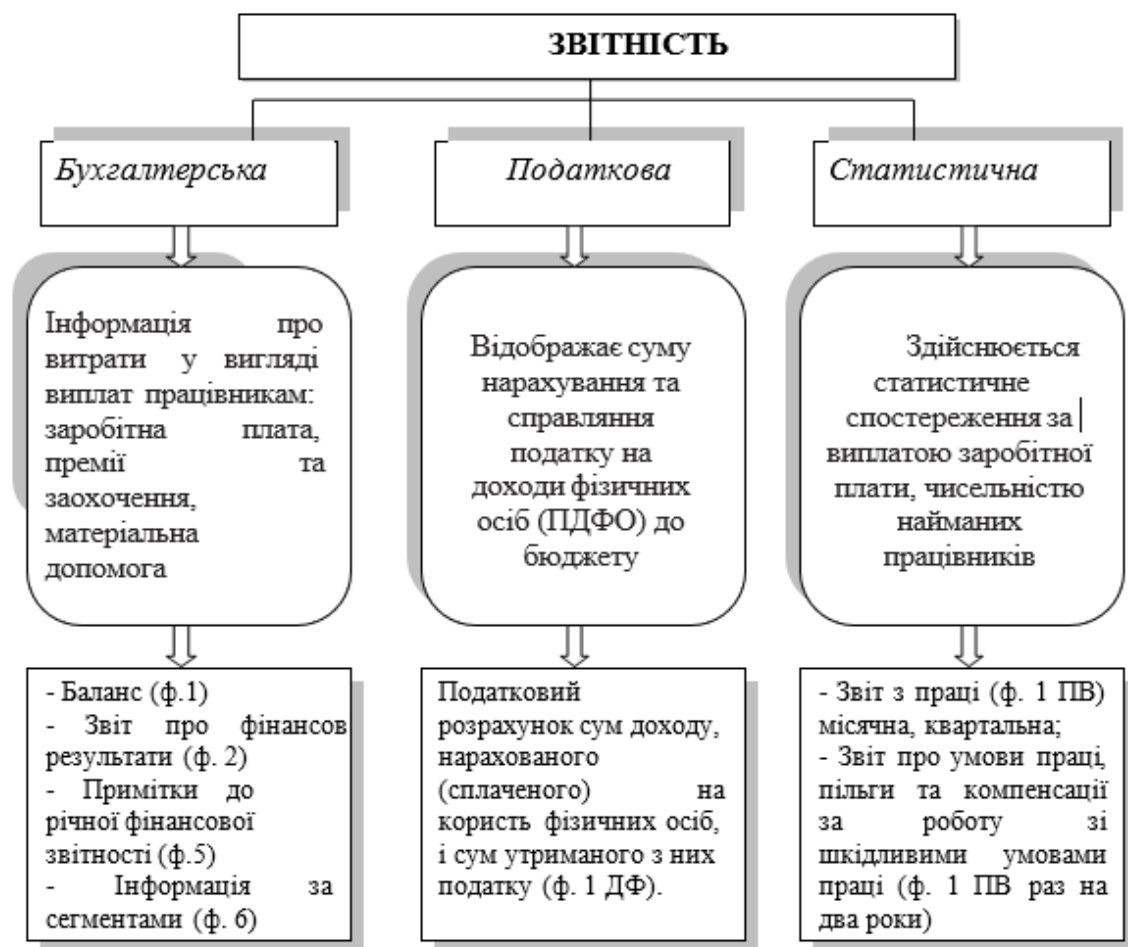 ЗВІТНІСТЬ
Бухгалтерська
Податкова
Статистична
Інформація про
витрати у вигляді
виплат працівникам:
заробітна плата,
премії та
заохочення,
матеріальна
допомога
Відображає суму
нарахування та
справляння
податку на
доходи фізичних
осіб (ПДФО) до
бюджету
Здійснюється
статистичне
спостереження за
виплатою заробітної
плати, чисельністю
найманих
працівників
- Баланс (ф.1)
- Звіт про фінансов
результати (ф. 2)
- Примітки до
річної фінансової
звітності (ф.5)
- Інформація за
сегментами (ф. 6)
Податковий
розрахунок сум доходу,
нарахованого
(сплаченого) на
користь фізичних осіб,
і сум утриманого з них
податку (ф. 1 ДФ).
- Звіт з праці (ф. 1 ПВ)
місячна, квартальна;
- Звіт про умови праці,
пільги та компенсації
за роботу зі
шкідливими умовами
праці (ф. 1 ПВ раз на
два роки)